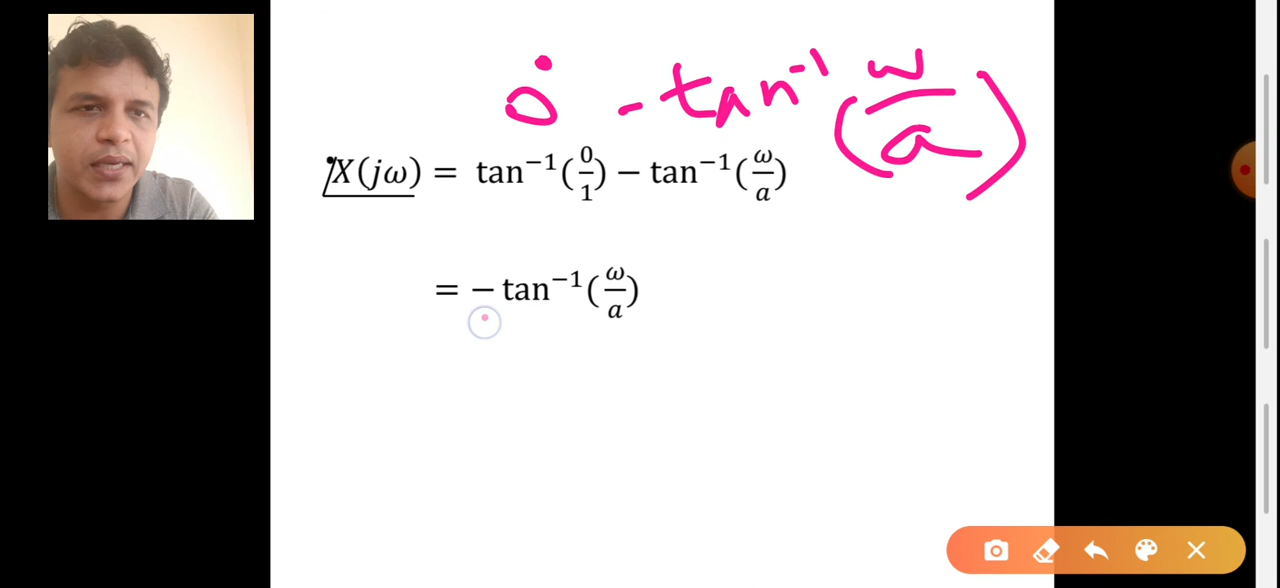 0 - tan⁻¹ (ω/a)
∠X(jω) = tan⁻¹(0/1) − tan⁻¹(ω/a)
= − tan⁻¹(ω/a)